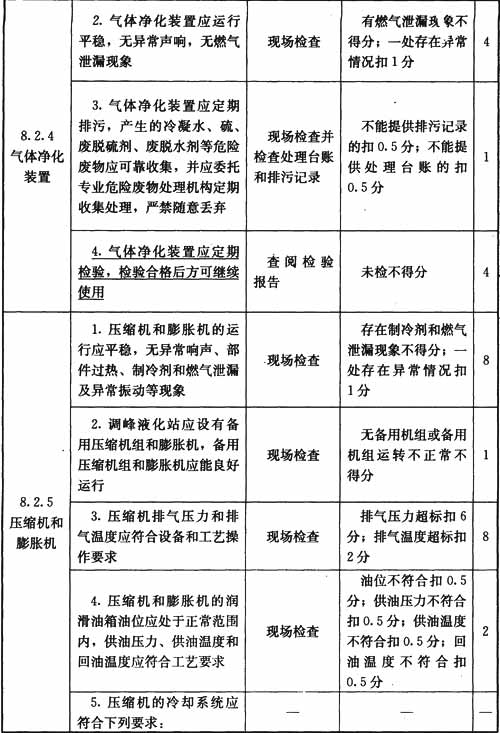 8.2.4
气体净化
装置
2. 气体净化装置应运行
平稳，无异常声响，无燃气
泄漏现象
现场检查
有燃气泄漏现象不
得分；一处存在异常
情况扣1分
4
3. 气体净化装置应定期
排污，产生的冷凝水、硫、
废脱硫剂、废脱水剂等危险
废物应可靠收集，并应委托
专业危险废物处理机构定期
收集处理，严禁随意丢弃
现场检查并
检查处理台账
和排污记录
不能提供排污记录
的扣0.5分；不能提
供处理台账的扣
0.5分
1
4. 气体净化装置应定期
检验，检验合格后方可继续
使用
查阅检验
报告
未检不得分
4
8.2.5
压缩机和
膨胀机
1. 压缩机和膨胀机的运
行应平稳，无异常响声、部
件过热、制冷剂和燃气泄漏
及异常振动等现象
现场检查
存在制冷剂和燃气
泄漏现象不得分；一
处存在异常情况扣
1分
8
2. 调峰液化站应设有备
用压缩机组和膨胀机，备用
压缩机组和膨胀机应能良好
运行
现场检查
无备用机组或备用
机组运转不正常不
得分
1
3. 压缩机排气压力和排
气温度应符合设备和工艺操
作要求
现场检查
排气压力超标扣6
分；排气温度超标扣
2分
8
4. 压缩机和膨胀机的润
滑油箱油位应处于正常范围
内，供油压力、供油温度和
回油温度应符合工艺要求
现场检查
油位不符合扣0.5
分；供油压力不符合
扣0.5分；供油温度
不符合扣0.5分；回
油温度不符合扣
0.5分
2
5. 压缩机的冷却系统应
符合下列要求：
—
—
—